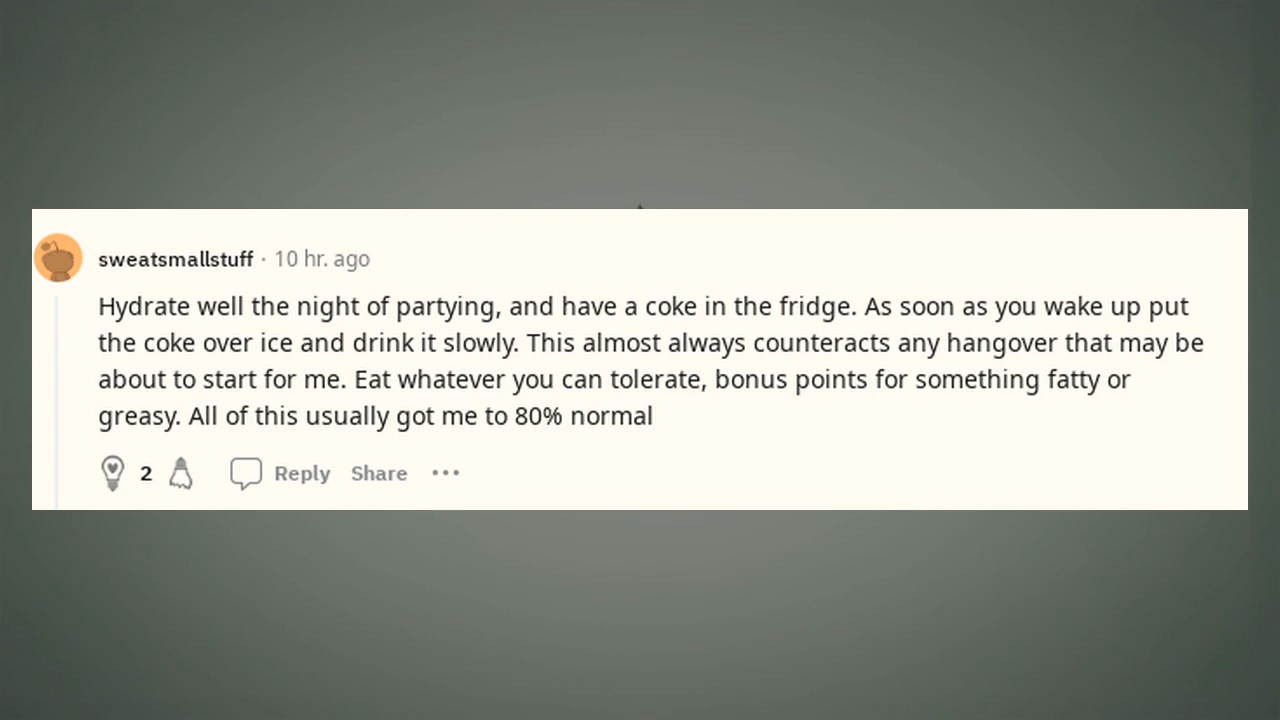 sweatsmallstuff · 10 hr. ago
Hydrate well the night of partying, and have a coke in the fridge. As soon as you wake up put
the coke over ice and drink it slowly. This almost always counteracts any hangover that may be
about to start for me. Eat whatever you can tolerate, bonus points for something fatty or
greasy. All of this usually got me to 80% normal
2 Reply Share •••